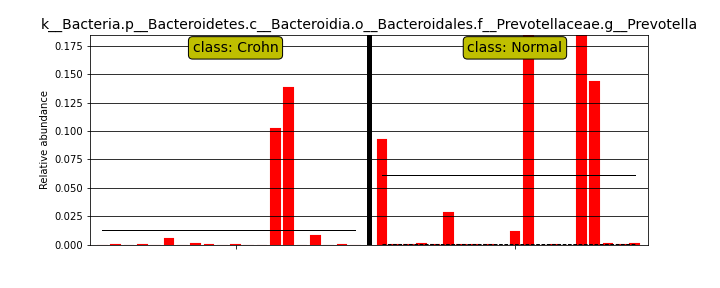 k__Bacteria.p__Bacteroidetes.c__Bacteroidia.o__Bacteroidales.f__Prevotellaceae.g__Prevotella
class: Crohn
class: Normal
0.175
0.150
0.125
0.100
0.075
0.050
0.025
0.000
Relative abundance